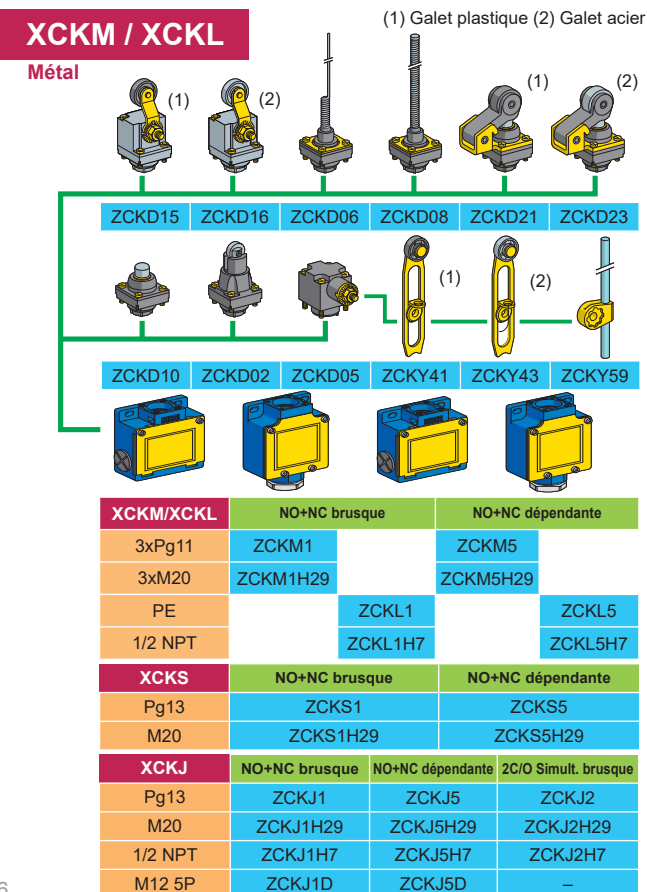 XCKM / XCKL
(1) Galet plastique (2) Galet acier
Métal
(1) (2) (1) (2)
ZCKD15 ZCKD16 ZCKD06 ZCKD08 ZCKD21 ZCKD23
(1) (2)
ZCKD10 ZCKD02 ZCKD05 ZCKY41 ZCKY43 ZCKY59
XCKM/XCKL NO+NC brusque NO+NC dépendante
3xPg11 ZCKM1 ZCKM5
3xM20 ZCKM1H29 ZCKM5H29
PE ZCKL1 ZCKL5
1/2 NPT ZCKL1H7 ZCKL5H7
XCKS NO+NC brusque NO+NC dépendante
Pg13 ZCKS1 ZCKS5
M20 ZCKS1H29 ZCKS5H29
XCKJ NO+NC brusque NO+NC dépendante 2C/O Simult. brusque
Pg13 ZCKJ1 ZCKJ5 ZCKJ2
M20 ZCKJ1H29 ZCKJ5H29 ZCKJ2H29
1/2 NPT ZCKJ1H7 ZCKJ5H7 ZCKJ2H7
M12 5P ZCKJ1D ZCKJ5D –